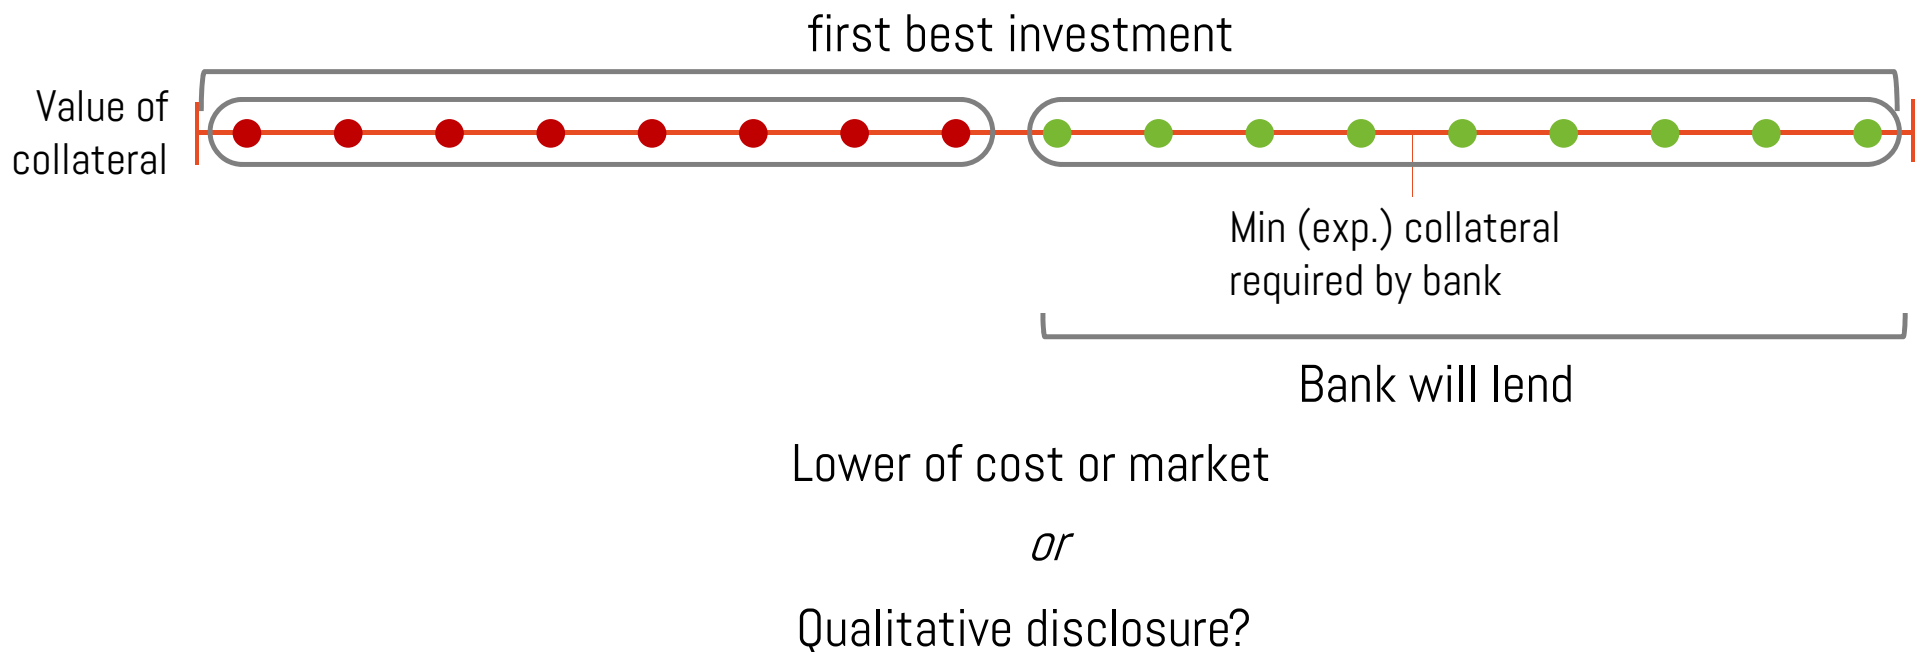 first best investment
Value of
collateral
Min (exp.) collateral
required by bank
Bank will lend
Lower of cost or market
or
Qualitative disclosure?